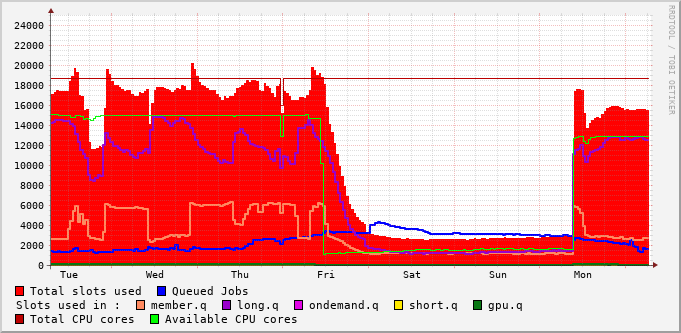 RRDTOOL / TOBI OETIKER
24000
22000
20000
18000
16000
14000
12000
10000
8000
6000
4000
2000
0
Tue Wed Thu Fri Sat Sun Mon
Total slots used Queued Jobs
Slots used in : member.q long.q ondemand.q short.q gpu.q
Total CPU cores Available CPU cores